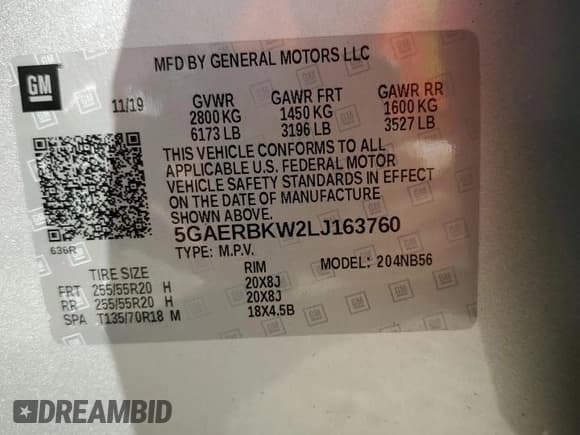 MFD BY GENERAL MOTORS LLC
GM
11/19 GVWR GAWR FRT GAWR RR
2800 KG 1450 KG 1600 KG
6173 LB 3196 LB 3527 LB
THIS VEHICLE CONFORMS TO ALL
APPLICABLE U.S. FEDERAL MOTOR
VEHICLE SAFETY STANDARDS IN EFFECT
ON THE DATE OF MANUFACTURE
SHOWN ABOVE.
636R
5GAERBKW2LJ163760
TYPE: M.P.V. MODEL: 204NB56
TIRE SIZE RIM
FRT 255/55R20 H 20X8J
RR 255/55R20 H 20X8J
SPA T135/70R18 M 18X4.5B
DREAMBID